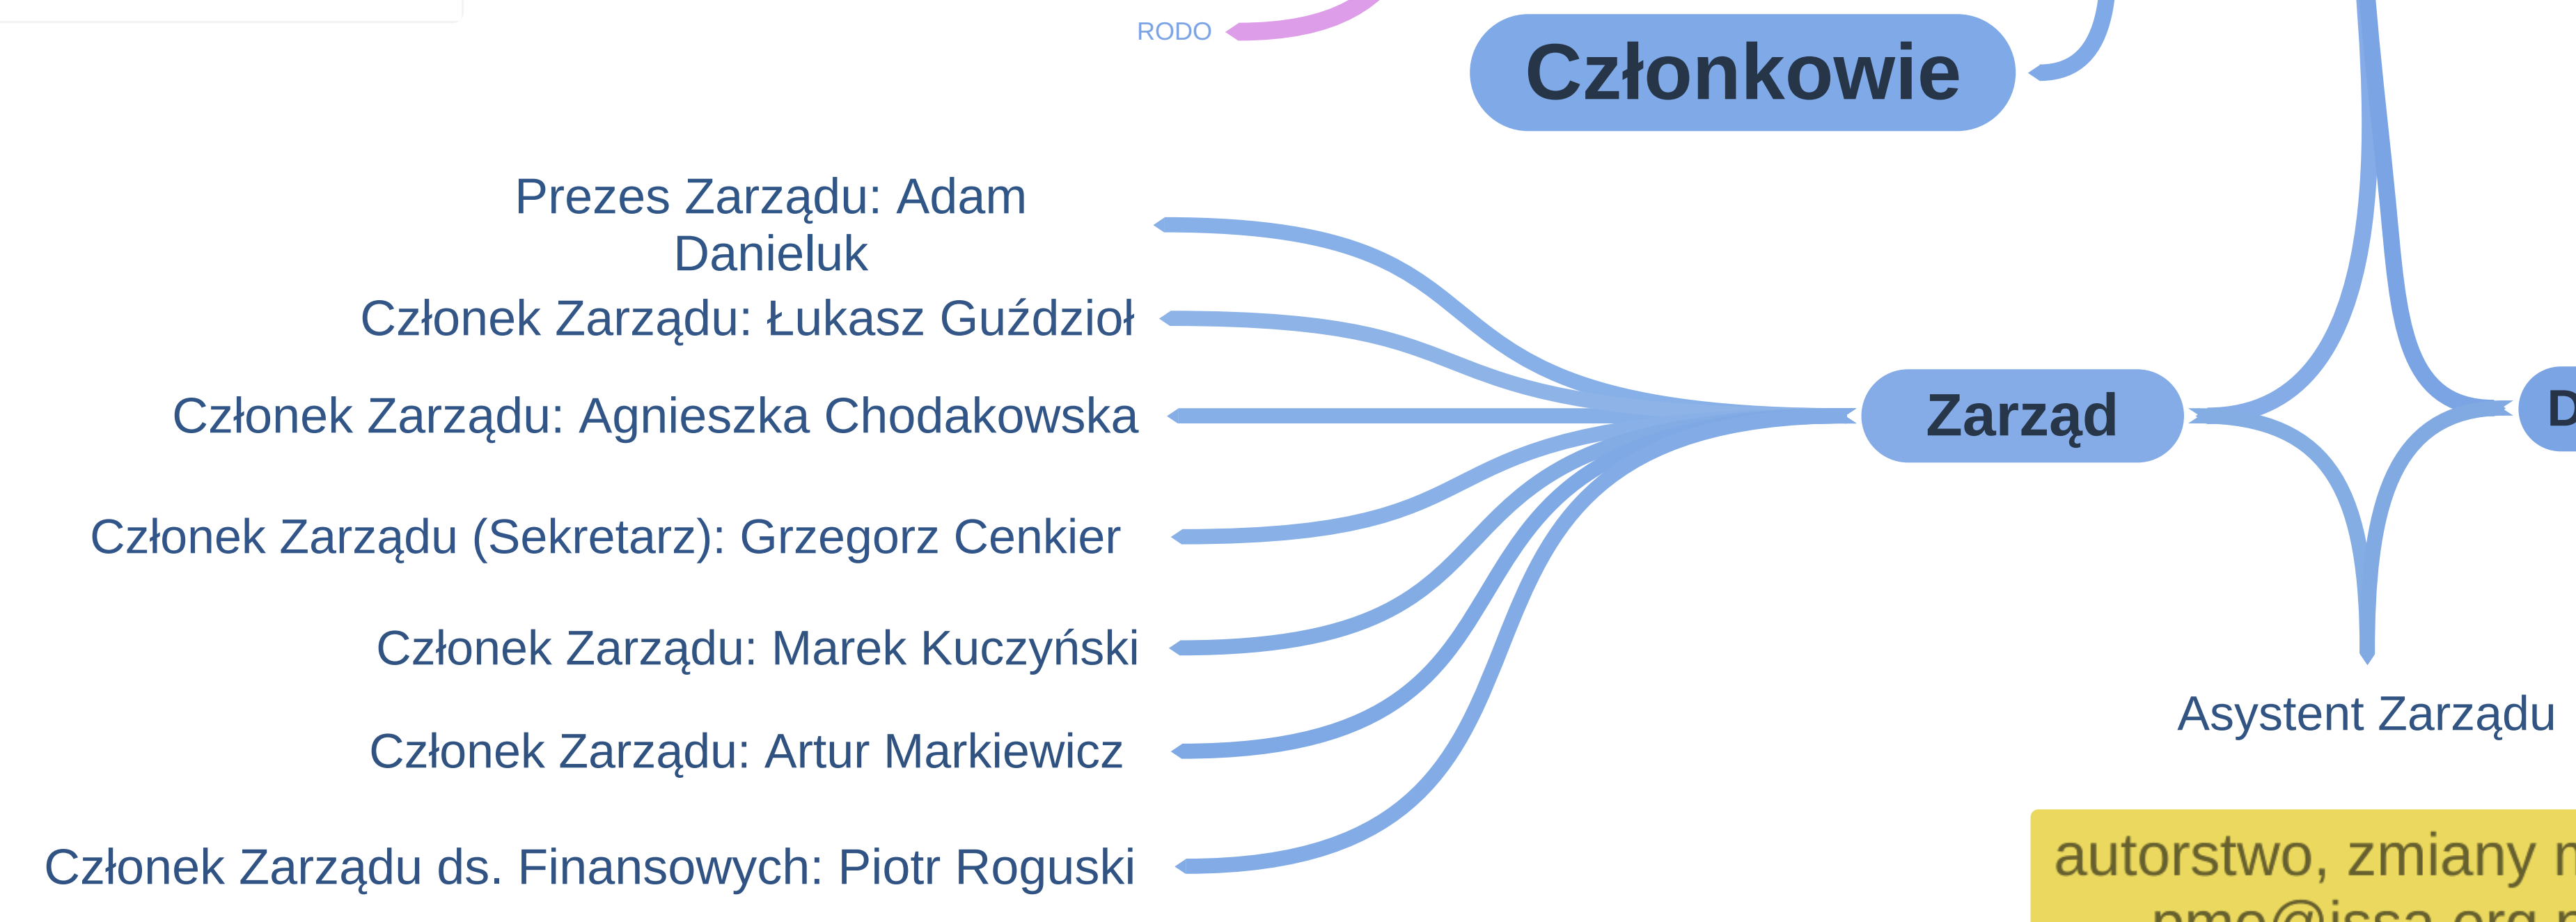 RODO
Członkowie
Prezes Zarządu: Adam
Danieluk
Członek Zarządu: Łukasz Guździoł
Członek Zarządu: Agnieszka Chodakowska
Zarząd
Członek Zarządu (Sekretarz): Grzegorz Cenkier
Członek Zarządu: Marek Kuczyński
Asystent Zarządu
Członek Zarządu: Artur Markiewicz
Członek Zarządu ds. Finansowych: Piotr Roguski
autorstwo, zmiany